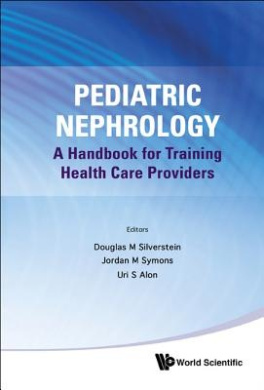 PEDIATRIC
NEPHROLOGY
A Handbook for Training
Health Care Providers
Editors
Douglas M Silverstein
Jordan M Symons
Uri S Alon
World Scientific